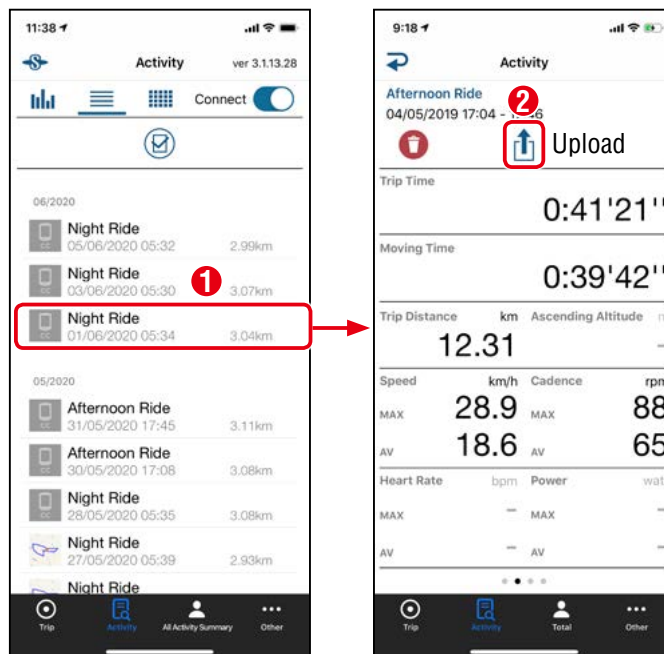 11:38
Activity
ver 3.1.13.28
Connect
06/2020
Night Ride
05/06/2020 05:32 2.99km
Night Ride
03/06/2020 05:30 3.07km
1
Night Ride
01/06/2020 05:34 3.04km
05/2020
Afternoon Ride
31/05/2020 17:45 3.11km
Afternoon Ride
30/05/2020 17:08 3.08km
Night Ride
28/05/2020 05:35 3.08km
Night Ride
27/05/2020 05:39 2.93km
Night Ride
Trip Activity All Activity Summary Other
9:18
Activity
Afternoon Ride
2
04/05/2019 17:04 -
Upload
Trip Time
0:41'21"
Moving Time
0:39'42"
Trip Distance km Ascending Altitude
12.31 -
Speed km/h Cadence rpm
MAX 28.9 MAX 88
AV 18.6 AV 65
Heart Rate bpm Power
MAX - MAX -
AV - AV -
Trip Activity Total Other